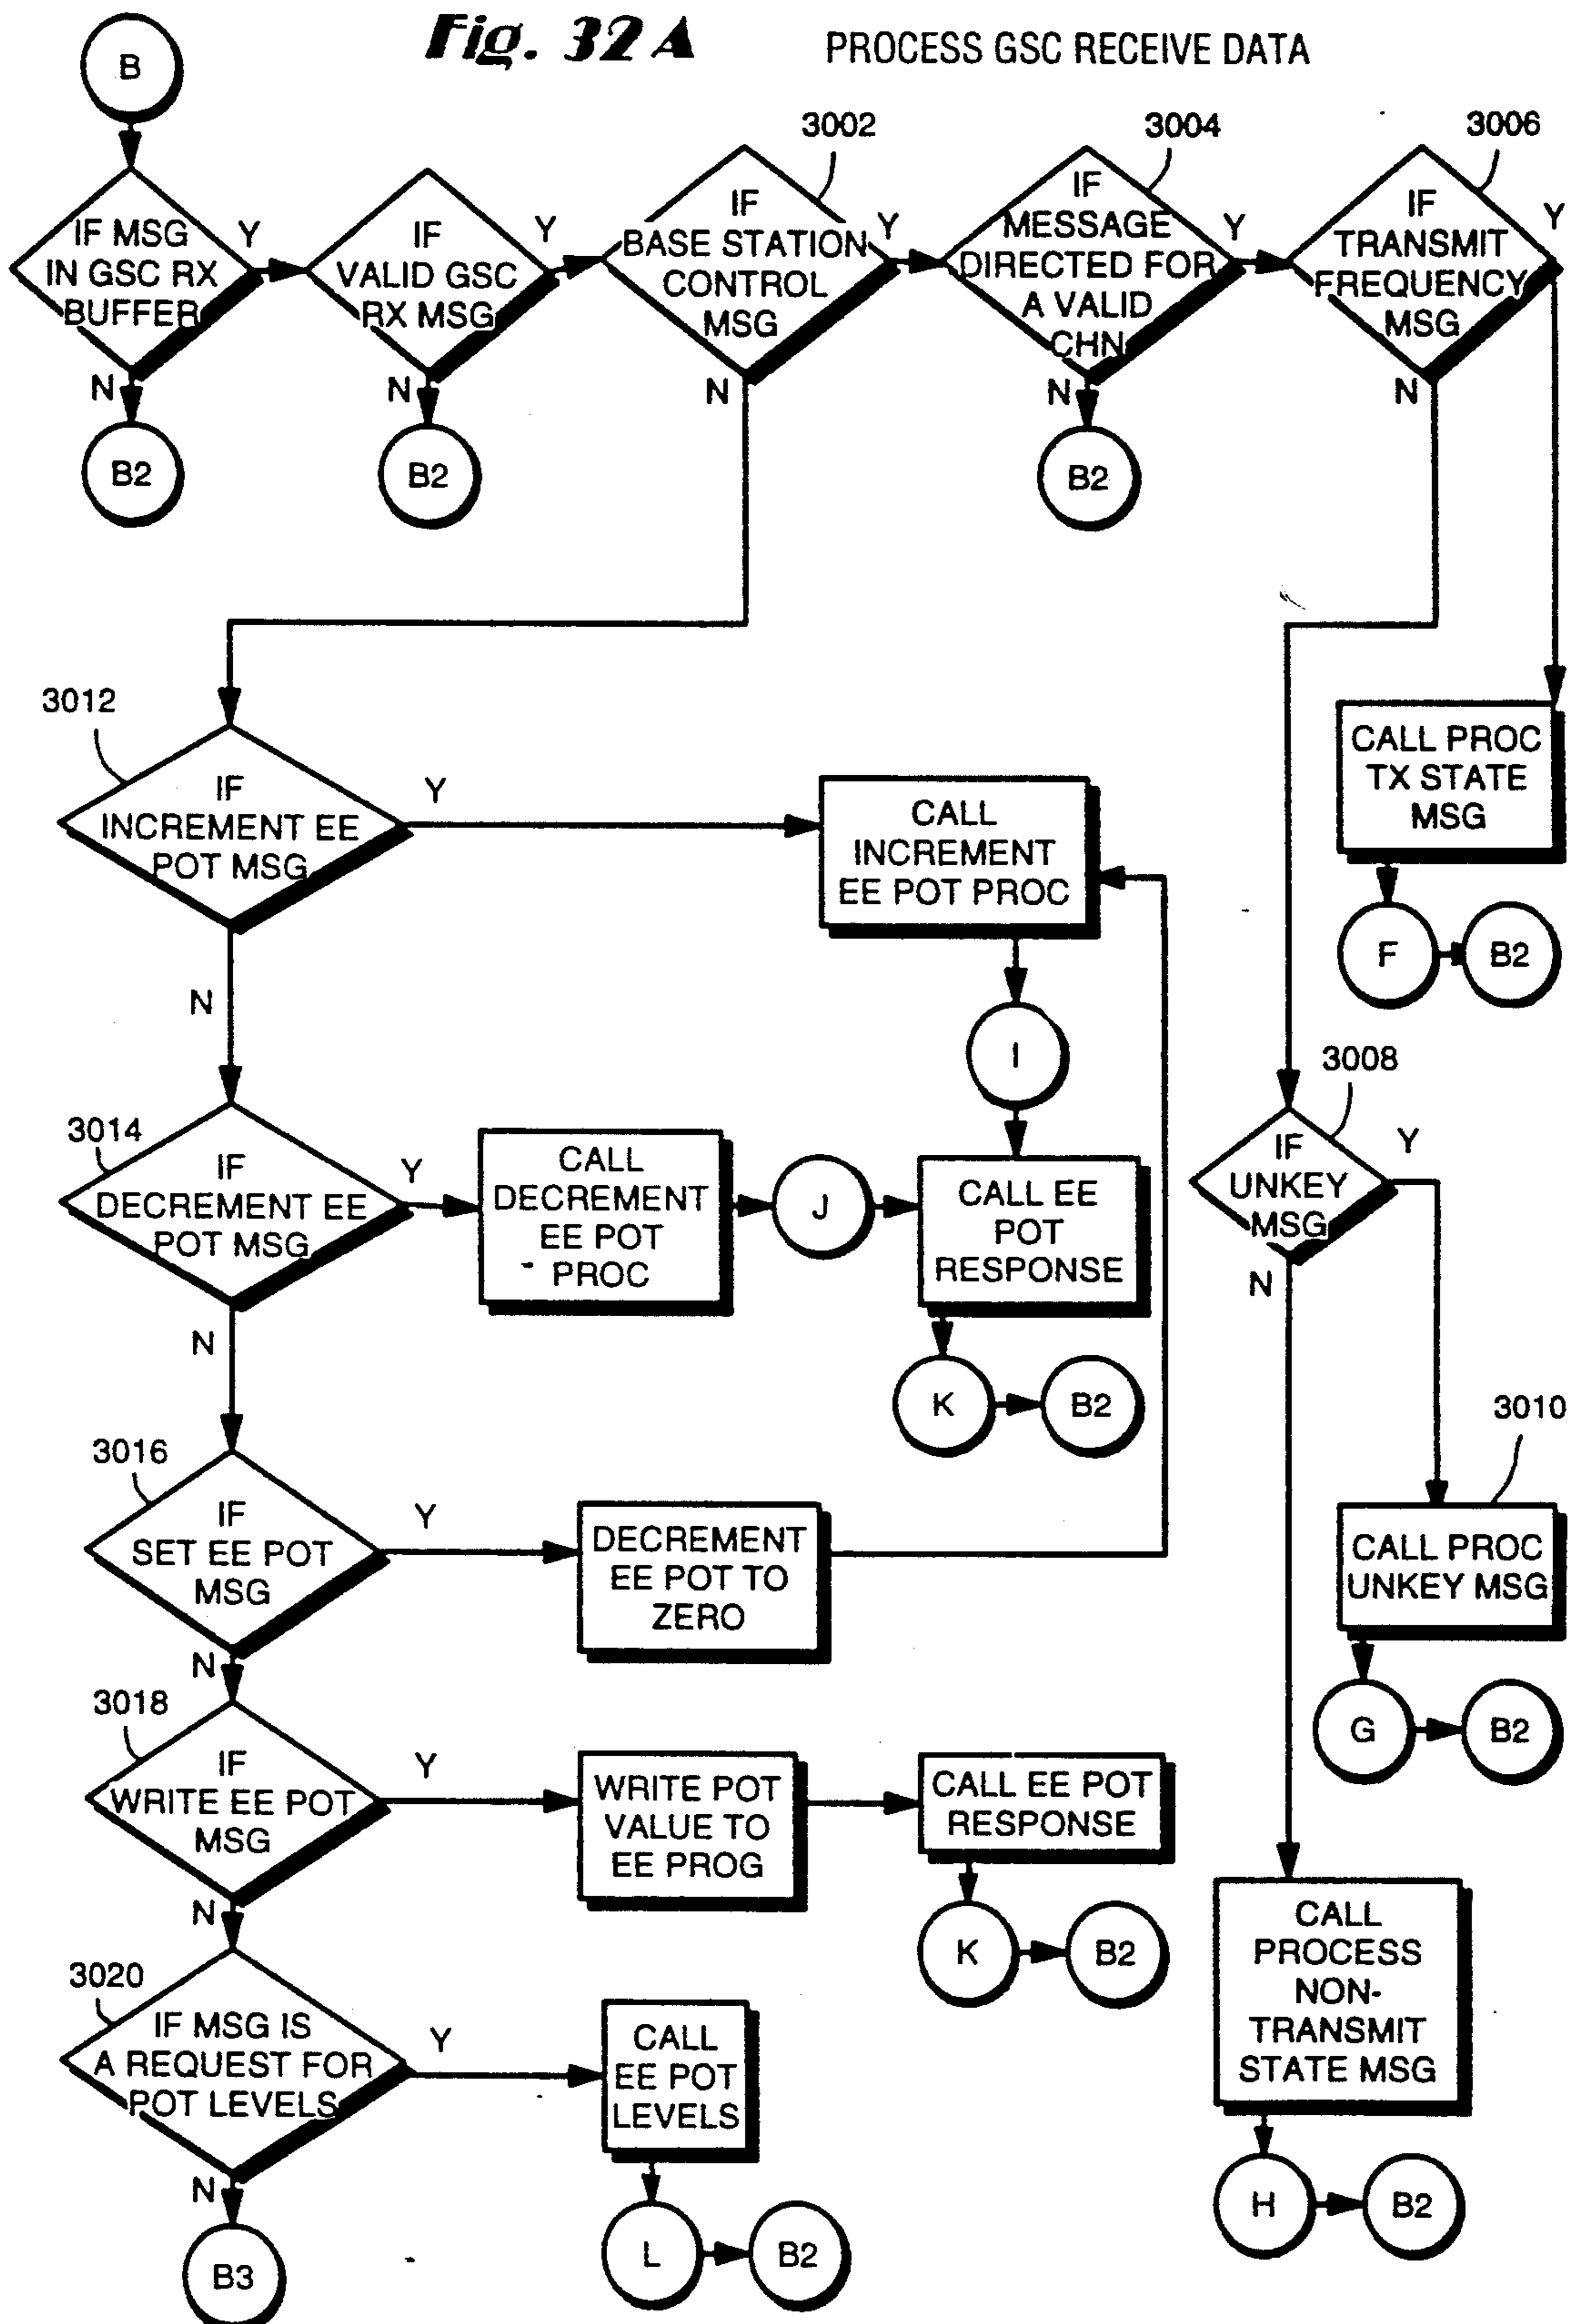 Fig. 32A
PROCESS GSC RECEIVE DATA
B
3002
3004
3006
IF MSG
IN GSC RX
BUFFER
Y
N
B2
IF
VALID GSC
RX MSG
Y
N
B2
IF
BASE STATION
CONTROL
MSG
Y
N
IF
MESSAGE
DIRECTED FOR
A VALID
CHN
Y
N
B2
IF
TRANSMIT
FREQUENCY
MSG
Y
N
CALL PROC
TX STATE
MSG
F
B2
3012
IF
INCREMENT EE
POT MSG
Y
N
CALL
INCREMENT
EE POT PROC
I
3014
IF
DECREMENT EE
POT MSG
Y
N
CALL
DECREMENT
EE POT
PROC
J
CALL EE
POT
RESPONSE
K
B2
3008
IF
UNKEY
MSG
Y
N
3010
CALL PROC
UNKEY MSG
G
B2
3016
IF
SET EE POT
MSG
Y
N
DECREMENT
EE POT TO
ZERO
3018
IF
WRITE EE POT
MSG
Y
N
WRITE POT
VALUE TO
EE PROG
CALL EE POT
RESPONSE
K
B2
CALL
PROCESS
NON-
TRANSMIT
STATE MSG
H
B2
3020
IF MSG IS
A REQUEST FOR
POT LEVELS
Y
N
CALL
EE POT
LEVELS
L
B2
B3